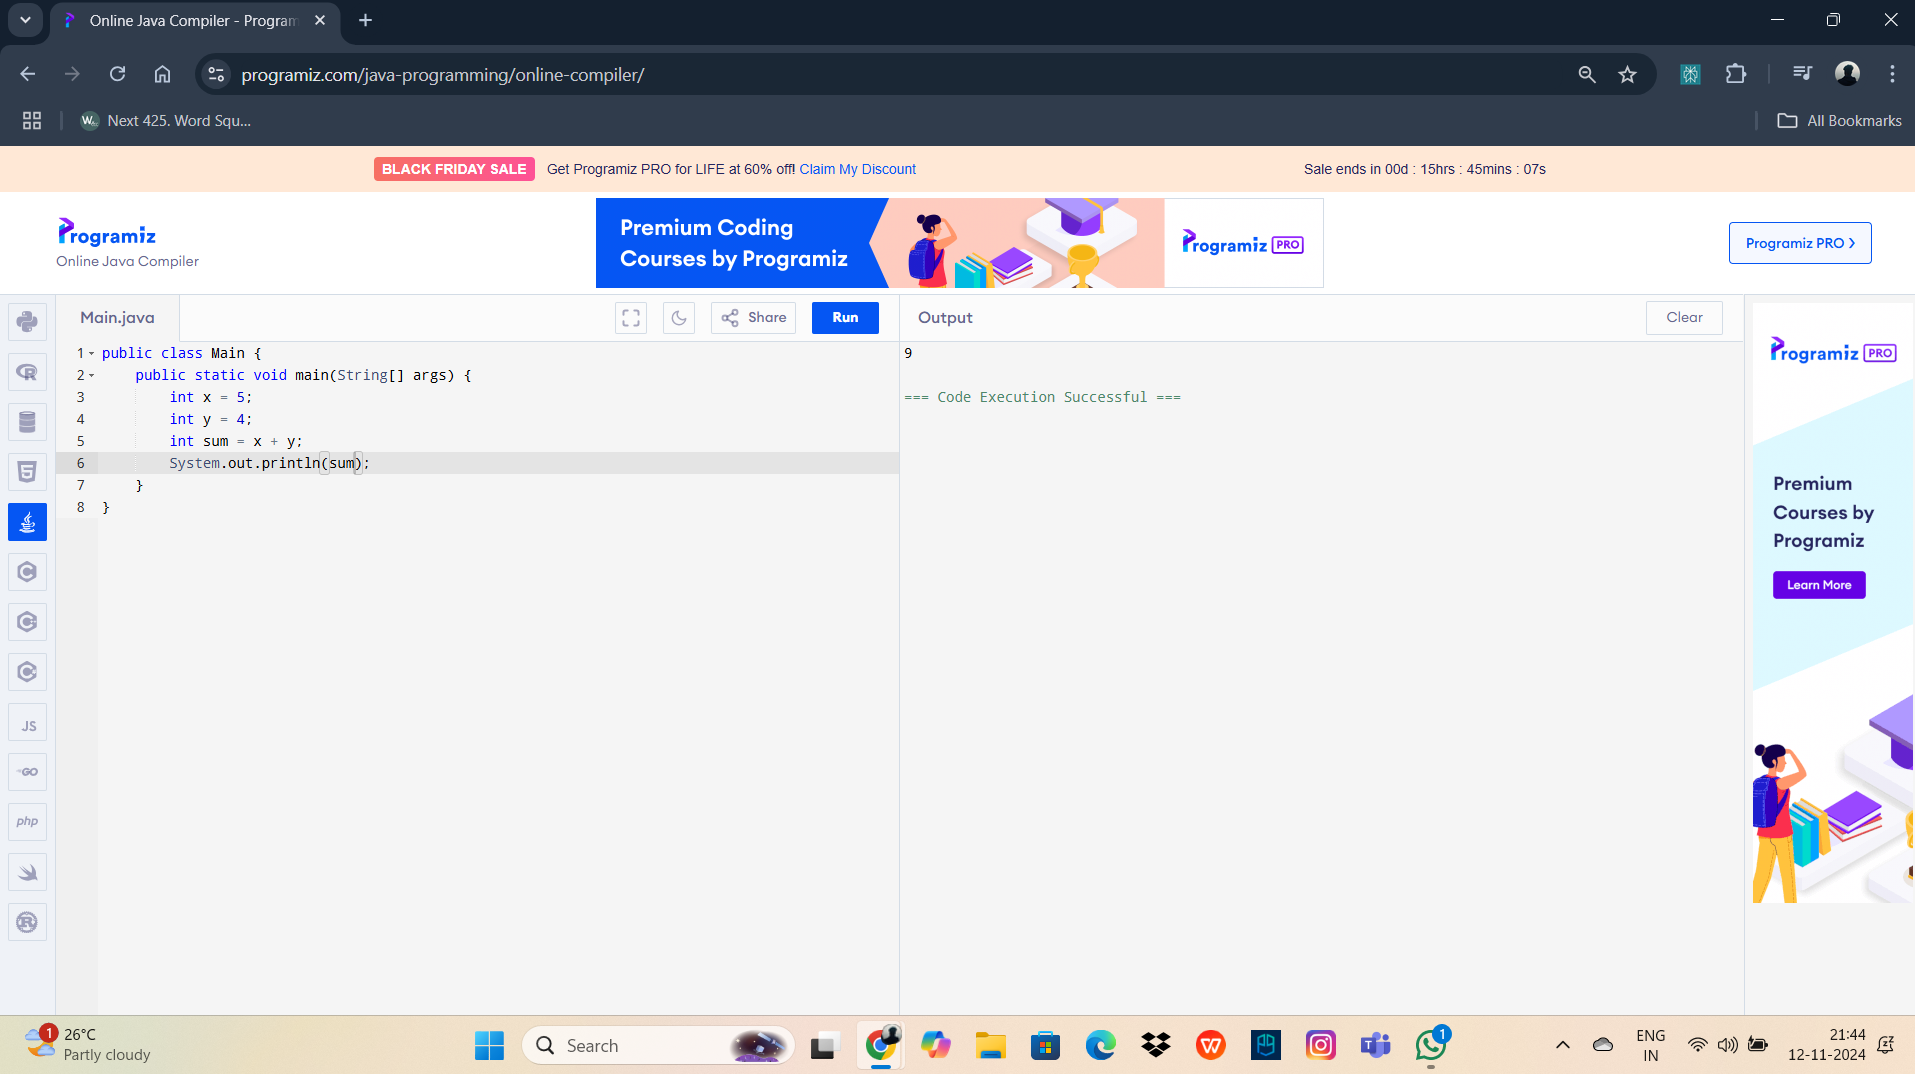 Online Java Compiler - Program
programiz.com/java-programming/online-compiler/
W.
Next 425. Word Squ...
All Bookmarks
BLACK FRIDAY SALE Get Programiz PRO for LIFE at 60% off! Claim My Discount
Sale ends in 00d : 15hrs : 45mins : 07s
Programiz
Online Java Compiler
Premium Coding
Courses by Programiz
Programiz PRO
Programiz PRO ›
Main.java
Share
Run
Output
Clear
1 public class Main {
2 public static void main(String[] args) {
3 int x = 5;
4 int y = 4;
5 int sum = x + y;
6 System.out.println(sum);
7 }
8 }
9
=== Code Execution Successful ===
R
5
C
C
C
JS
GO
php
R
Programiz PRO
Premium
Courses by
Programiz
Learn More
1
26°C
Partly cloudy
Search
W
T
1
ENG
IN
21:44
12-11-2024